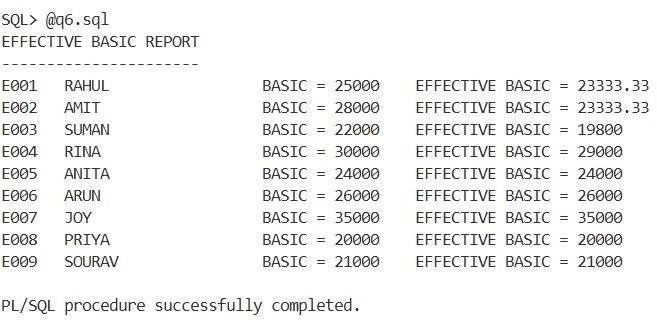 SQL> @q6.sql
EFFECTIVE BASIC REPORT
----------------------
E001   RAHUL                 BASIC = 25000    EFFECTIVE BASIC = 23333.33
E002   AMIT                  BASIC = 28000    EFFECTIVE BASIC = 23333.33
E003   SUMAN                 BASIC = 22000    EFFECTIVE BASIC = 19800
E004   RINA                  BASIC = 30000    EFFECTIVE BASIC = 29000
E005   ANITA                 BASIC = 24000    EFFECTIVE BASIC = 24000
E006   ARUN                  BASIC = 26000    EFFECTIVE BASIC = 26000
E007   JOY                   BASIC = 35000    EFFECTIVE BASIC = 35000
E008   PRIYA                 BASIC = 20000    EFFECTIVE BASIC = 20000
E009   SOURAV                BASIC = 21000    EFFECTIVE BASIC = 21000

PL/SQL procedure successfully completed.